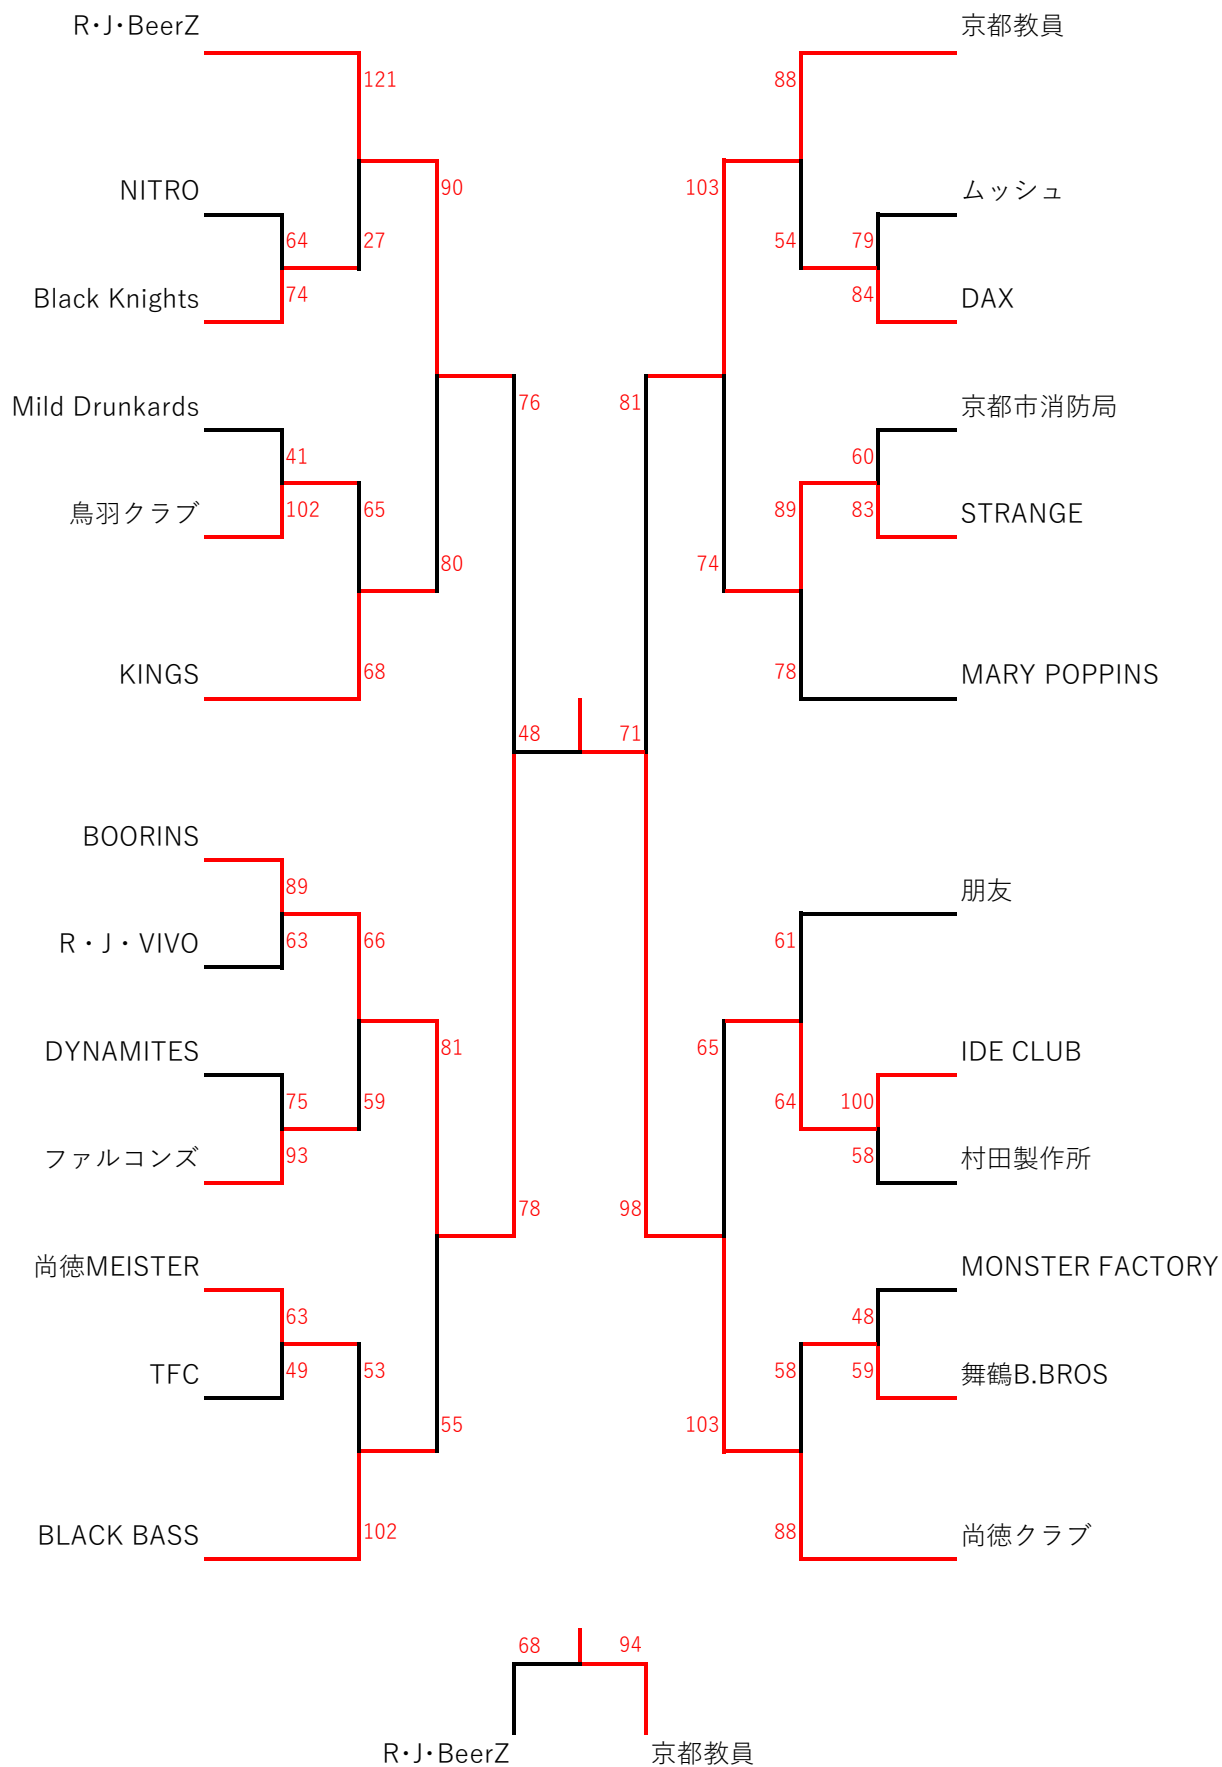 R･J･BeerZ
121
NITRO
90
64
27
Black Knights
74
Mild Drunkards
76
41
鳥羽クラブ
102
65
80
KINGS
68
48
BOORINS
89
R・J・VIVO
63
66
DYNAMITES
81
75
59
ファルコンズ
93
78
尚徳MEISTER
63
TFC
49
53
55
BLACK BASS
102
京都教員
88
103
ムッシュ
54
79
84
DAX
81
京都市消防局
60
89
83
STRANGE
74
78
MARY POPPINS
71
朋友
61
65
IDE CLUB
64
100
58
村田製作所
98
MONSTER FACTORY
48
58
59
舞鶴B.BROS
103
88
尚徳クラブ
68
94
R･J･BeerZ
京都教員